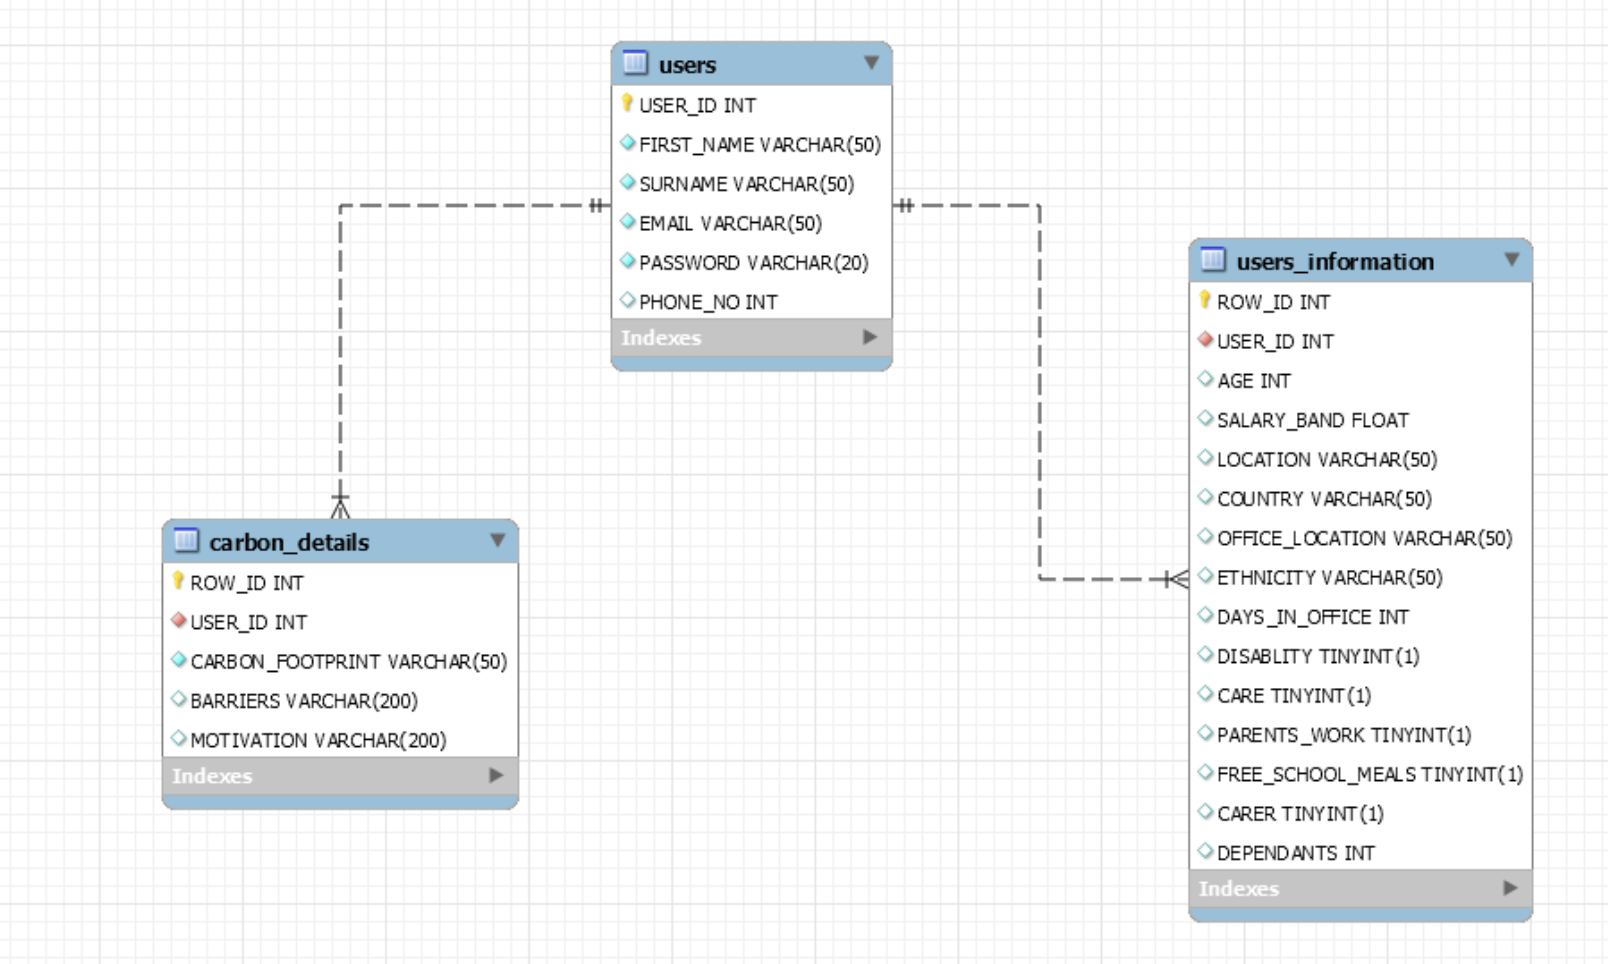 users
USER_ID INT
FIRST_NAME VARCHAR(50)
SURNAME VARCHAR(50)
EMAIL VARCHAR(50)
PASSWORD VARCHAR(20)
PHONE_NO INT
Indexes
carbon_details
ROW_ID INT
USER_ID INT
CARBON_FOOTPRINT VARCHAR(50)
BARRIERS VARCHAR(200)
MOTIVATION VARCHAR(200)
Indexes
users_information
ROW_ID INT
USER_ID INT
AGE INT
SALARY_BAND FLOAT
LOCATION VARCHAR(50)
COUNTRY VARCHAR(50)
OFFICE_LOCATION VARCHAR(50)
ETHNICITY VARCHAR(50)
DAYS_IN_OFFICE INT
DISABLITY TINYINT(1)
CARE TINYINT(1)
PARENTS_WORK TINYINT(1)
FREE_SCHOOL_MEALS TINYINT(1)
CARER TINYINT(1)
DEPENDANTS INT
Indexes